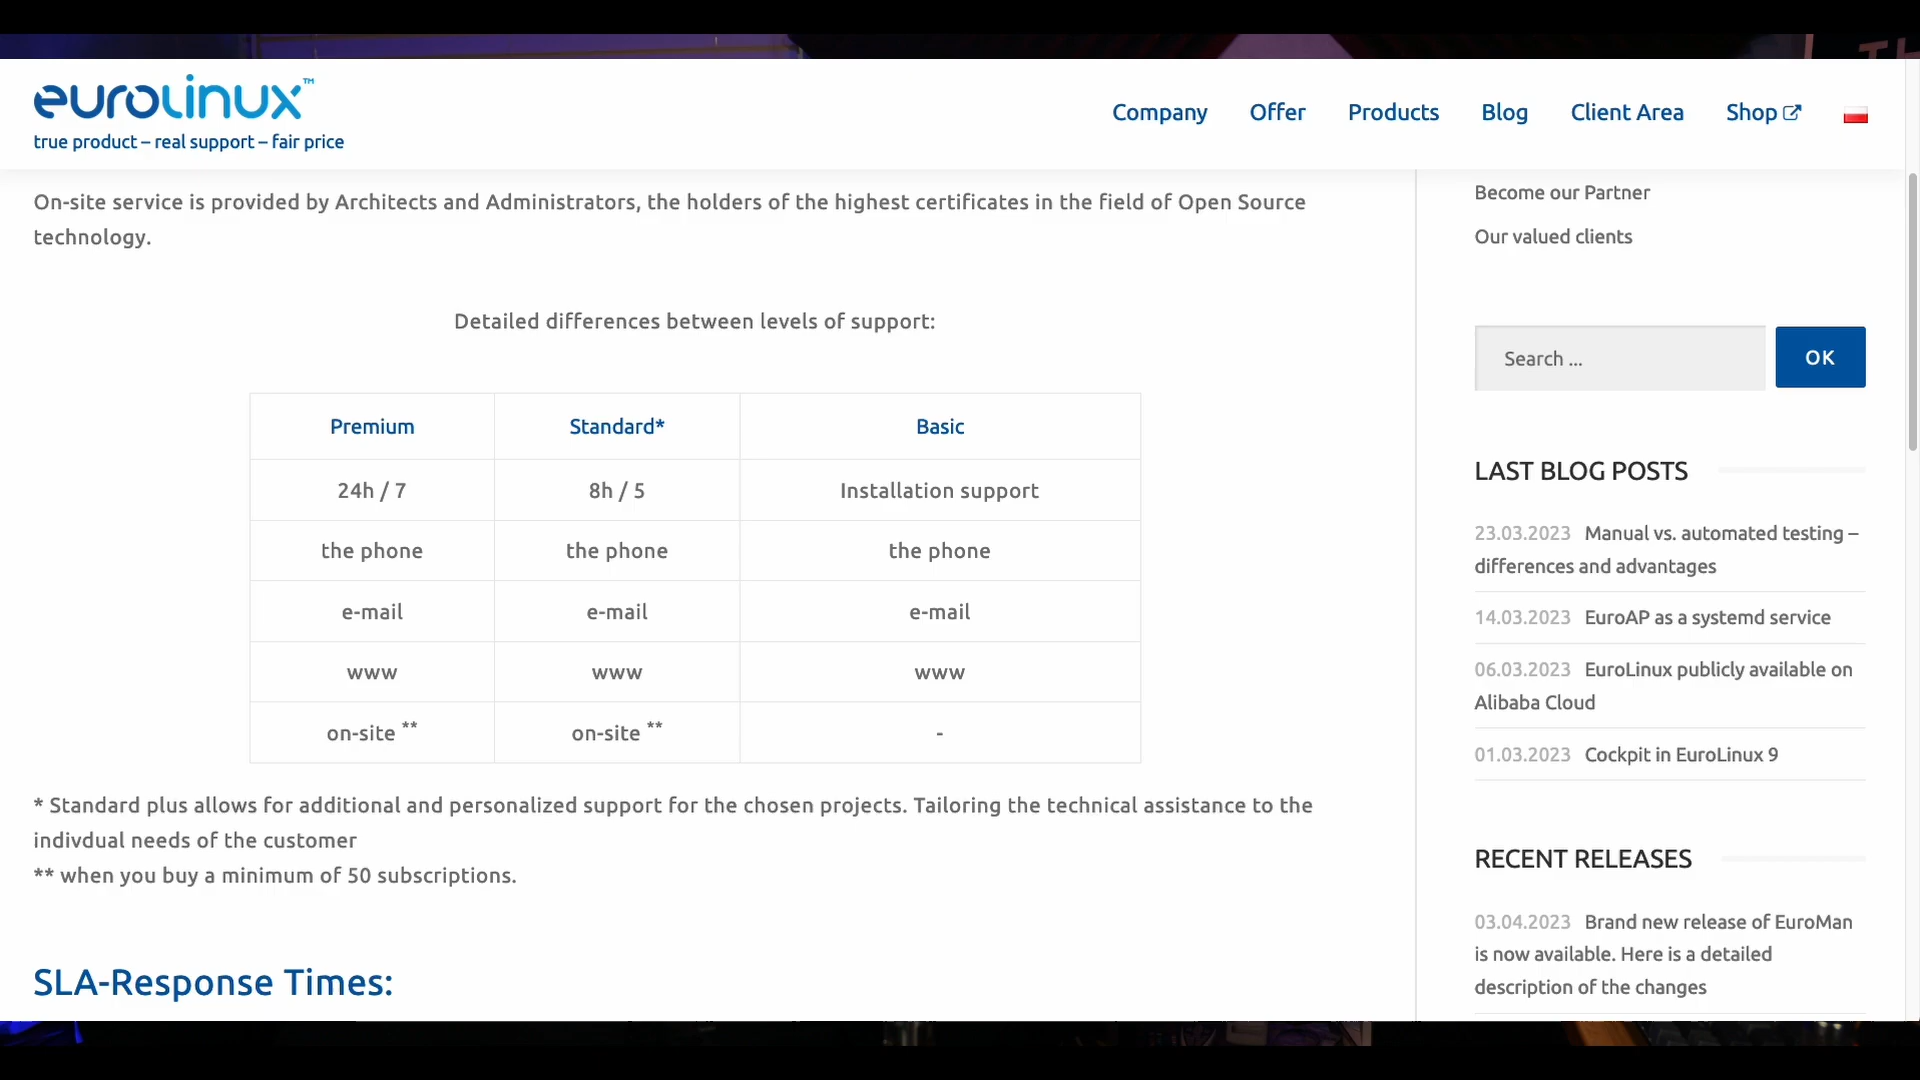 eurolinux™
true product – real support – fair price
Company Offer Products Blog Client Area Shop
On-site service is provided by Architects and Administrators, the holders of the highest certificates in the field of Open Source
technology.
Detailed differences between levels of support:
Premium Standard* Basic
24h / 7 8h / 5 Installation support
the phone the phone the phone
e-mail e-mail e-mail
www www www
on-site ** on-site ** -
* Standard plus allows for additional and personalized support for the chosen projects. Tailoring the technical assistance to the
indivdual needs of the customer
** when you buy a minimum of 50 subscriptions.
SLA-Response Times:
Become our Partner
Our valued clients
Search ... OK
LAST BLOG POSTS
23.03.2023 Manual vs. automated testing –
differences and advantages
14.03.2023 EuroAP as a systemd service
06.03.2023 EuroLinux publicly available on
Alibaba Cloud
01.03.2023 Cockpit in EuroLinux 9
RECENT RELEASES
03.04.2023 Brand new release of EuroMan
is now available. Here is a detailed
description of the changes